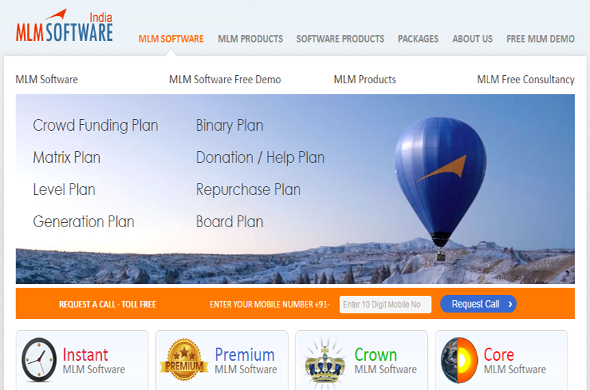 India
MLM SOFTWARE
MLM SOFTWARE MLM PRODUCTS SOFTWARE PRODUCTS PACKAGES ABOUT US FREE MLM DEMO
MLM Software MLM Software Free Demo MLM Products MLM Free Consultancy
Crowd Funding Plan Binary Plan
Matrix Plan Donation / Help Plan
Level Plan Repurchase Plan
Generation Plan Board Plan
REQUEST A CALL - TOLL FREE ENTER YOUR MOBILE NUMBER +91- Enter 10 Digit Mobile No Request Call
Instant Premium Crown Core
MLM Software PREMIUM MLM Software MLM Software MLM Software